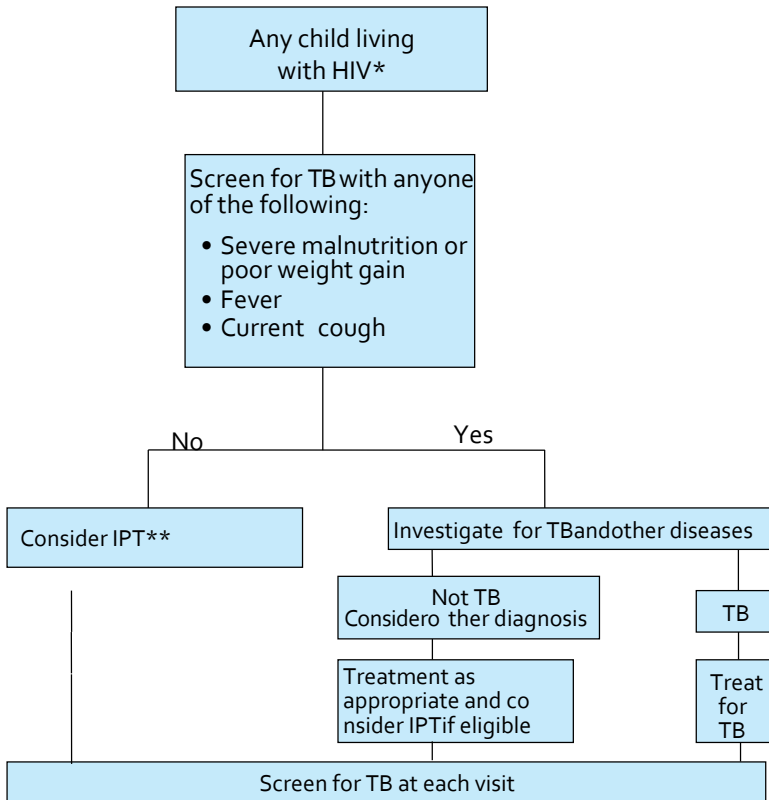 Any child living
with HIV*
Screen for TB with anyone
of the following:
• Severe malnutrition or
poor weight gain
• Fever
• Current cough
No
Yes
Consider IPT**
Investigate for TBandother diseases
Not TB
Considero ther diagnosis
TB
Treatment as
appropriate and co
nsider IPTif eligible
Treat
for
TB
Screen for TB at each visit